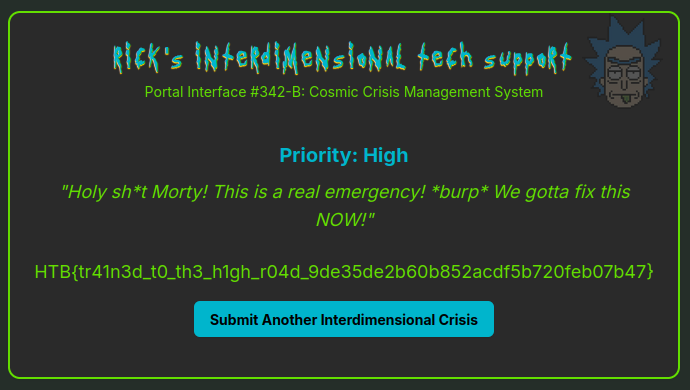 Rick's iNterdiMeNsioNAL tech suppoRt
Portal Interface #342-B: Cosmic Crisis Management System
Priority: High
"Holy sh*t Morty! This is a real emergency! *burp* We gotta fix this
NOW!"
HTB{tr41n3d_t0_th3_h1gh_r04d_9de35de2b60b852acdf5b720feb07b47}
Submit Another Interdimensional Crisis